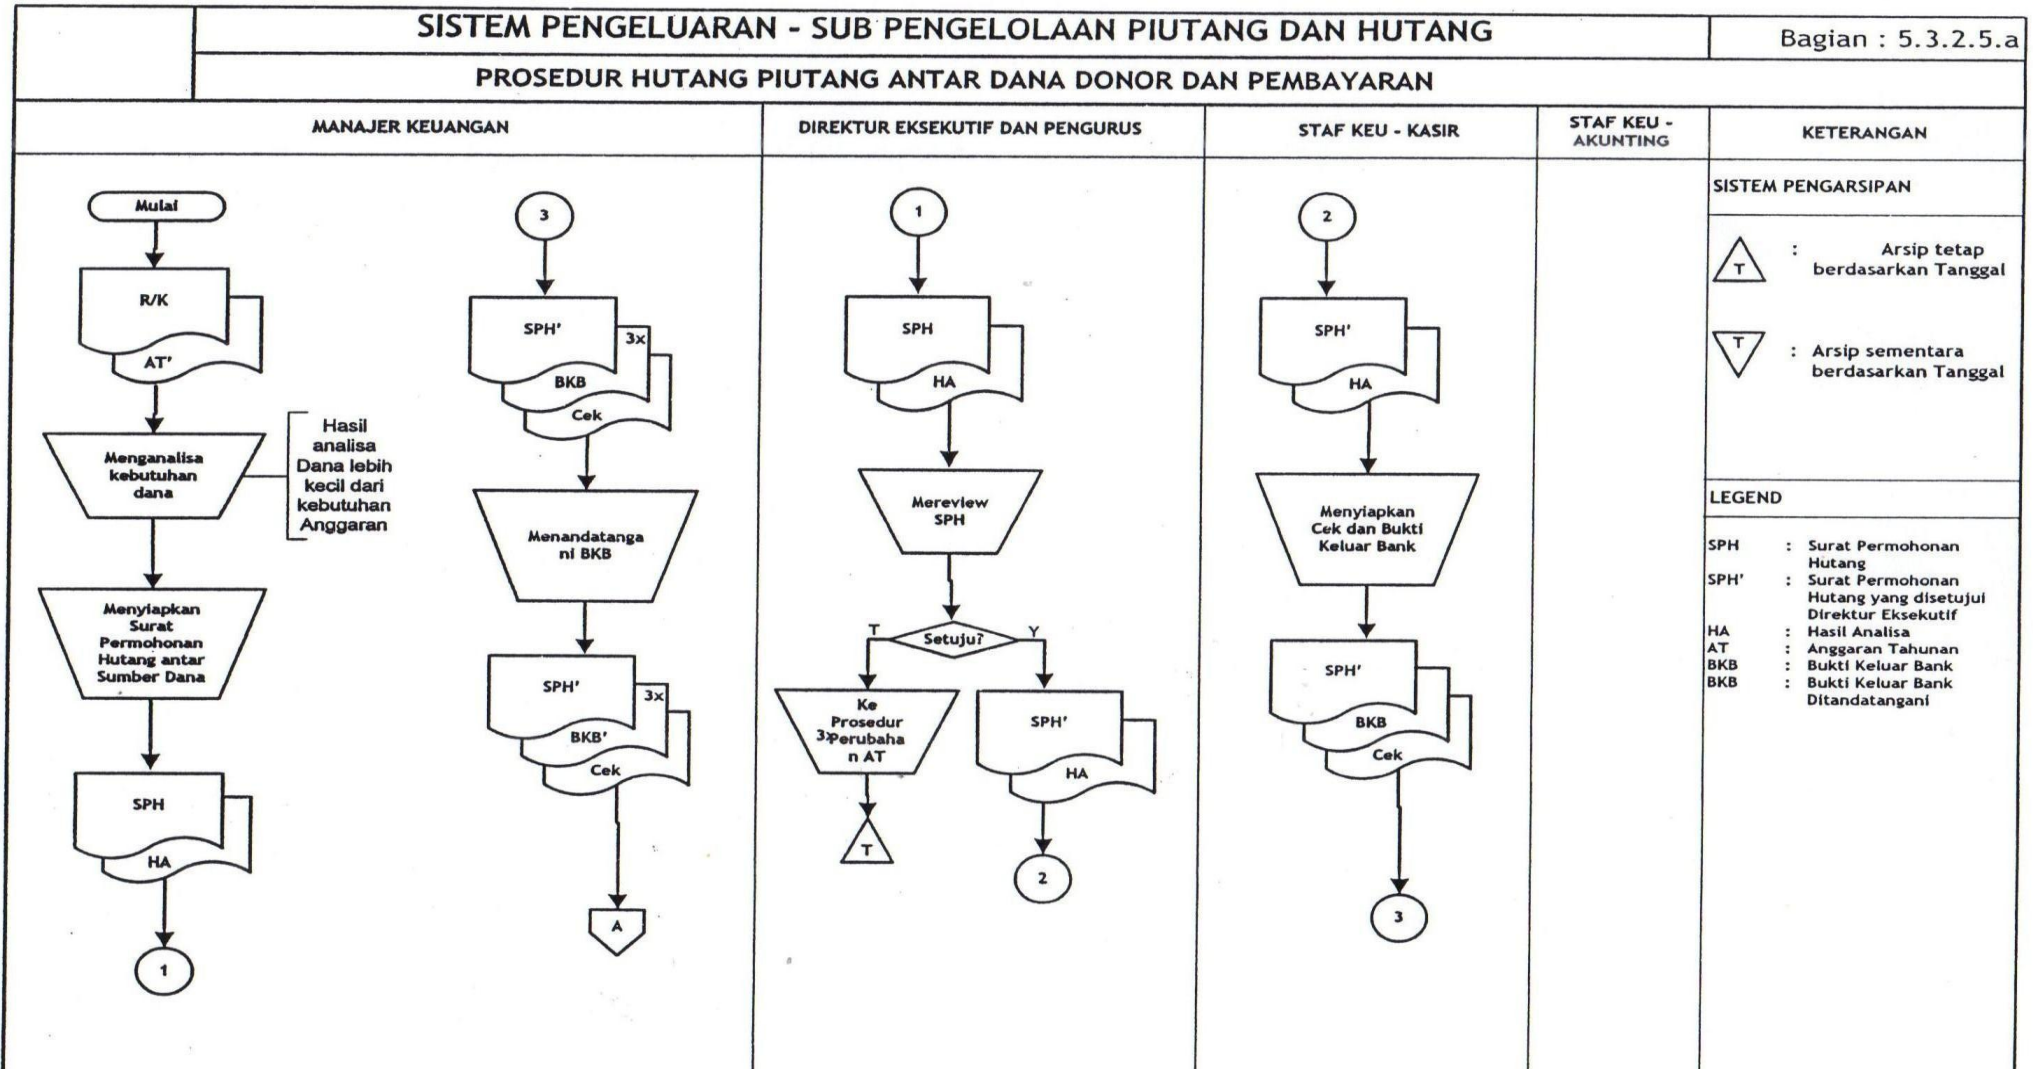 SISTEM PENGELUARAN - SUB PENGELOLAAN PIUTANG DAN HUTANG
Bagian : 5.3.2.5.a
PROSEDUR HUTANG PIUTANG ANTAR DANA DONOR DAN PEMBAYARAN
MANAJER KEUANGAN
DIREKTUR EKSEKUTIF DAN PENGURUS
STAF KEU - KASIR
STAF KEU -
AKUNTING
KETERANGAN
Mulai
R/K
AT'
Menganalisa
kebutuhan
dana
Hasil
analisa
Dana lebih
kecil dari
kebutuhan
Anggaran
Menyiapkan
Surat
Permohonan
Hutang antar
Sumber Dana
SPH
HA
1
3
SPH'
3x
BKB
Cek
Menandatanga
ni BKB
SPH'
3x
BKB'
Cek
A
1
SPH
HA
Mereview
SPH
T
Setuju?
Y
Ke
Prosedur
3x
Perubaha
n AT
T
SPH'
HA
2
2
SPH'
HA
Menyiapkan
Cek dan Bukti
Keluar Bank
SPH'
BKB
Cek
3
SISTEM PENGARSIPAN
T : Arsip tetap
berdasarkan Tanggal
T : Arsip sementara
berdasarkan Tanggal
LEGEND
SPH : Surat Permohonan
Hutang
SPH' : Surat Permohonan
Hutang yang disetujui
Direktur Eksekutif
HA : Hasil Analisa
AT : Anggaran Tahunan
BKB : Bukti Keluar Bank
BKB : Bukti Keluar Bank
Ditandatangani